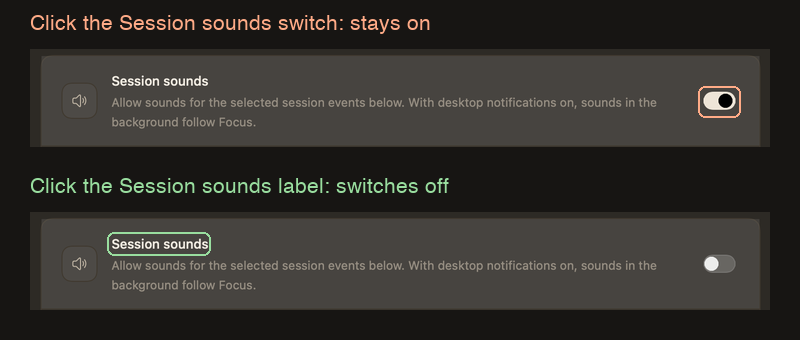 Click the Session sounds switch: stays on
Session sounds
Allow sounds for the selected session events below. With desktop notifications on, sounds in the
background follow Focus.
Click the Session sounds label: switches off
Session sounds
Allow sounds for the selected session events below. With desktop notifications on, sounds in the
background follow Focus.